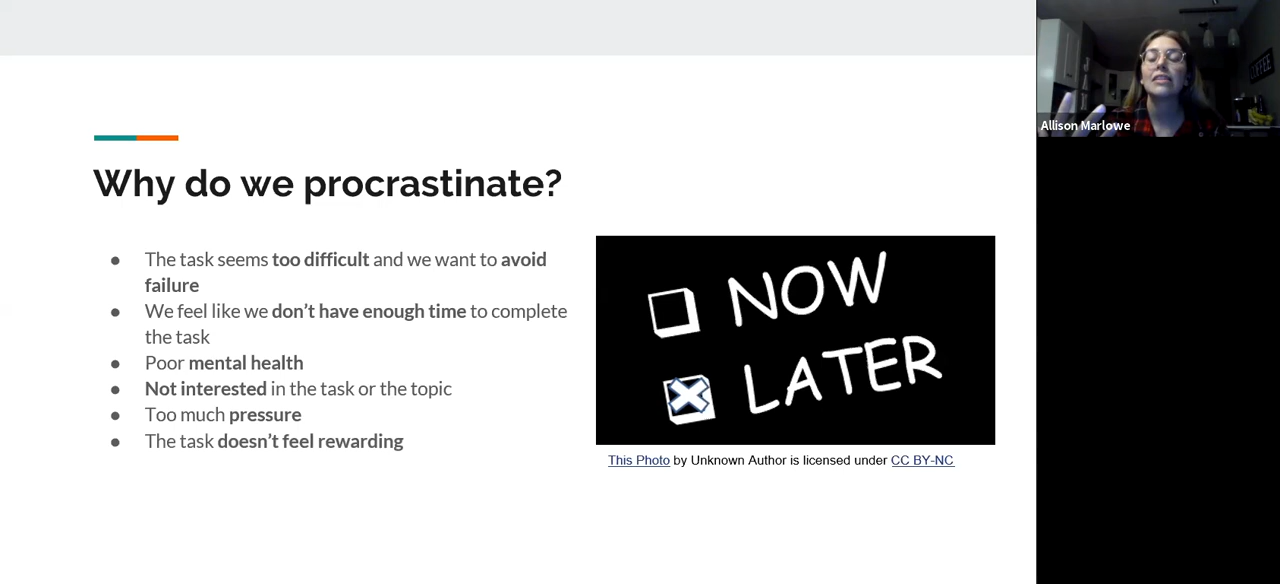 Why do we procrastinate?
● The task seems too difficult and we want to avoid
failure
● We feel like we don’t have enough time to complete
the task
● Poor mental health
● Not interested in the task or the topic
● Too much pressure
● The task doesn’t feel rewarding
NOW
LATER
This Photo by Unknown Author is licensed under CC BY-NC
COFFEE
Allison Marlowe